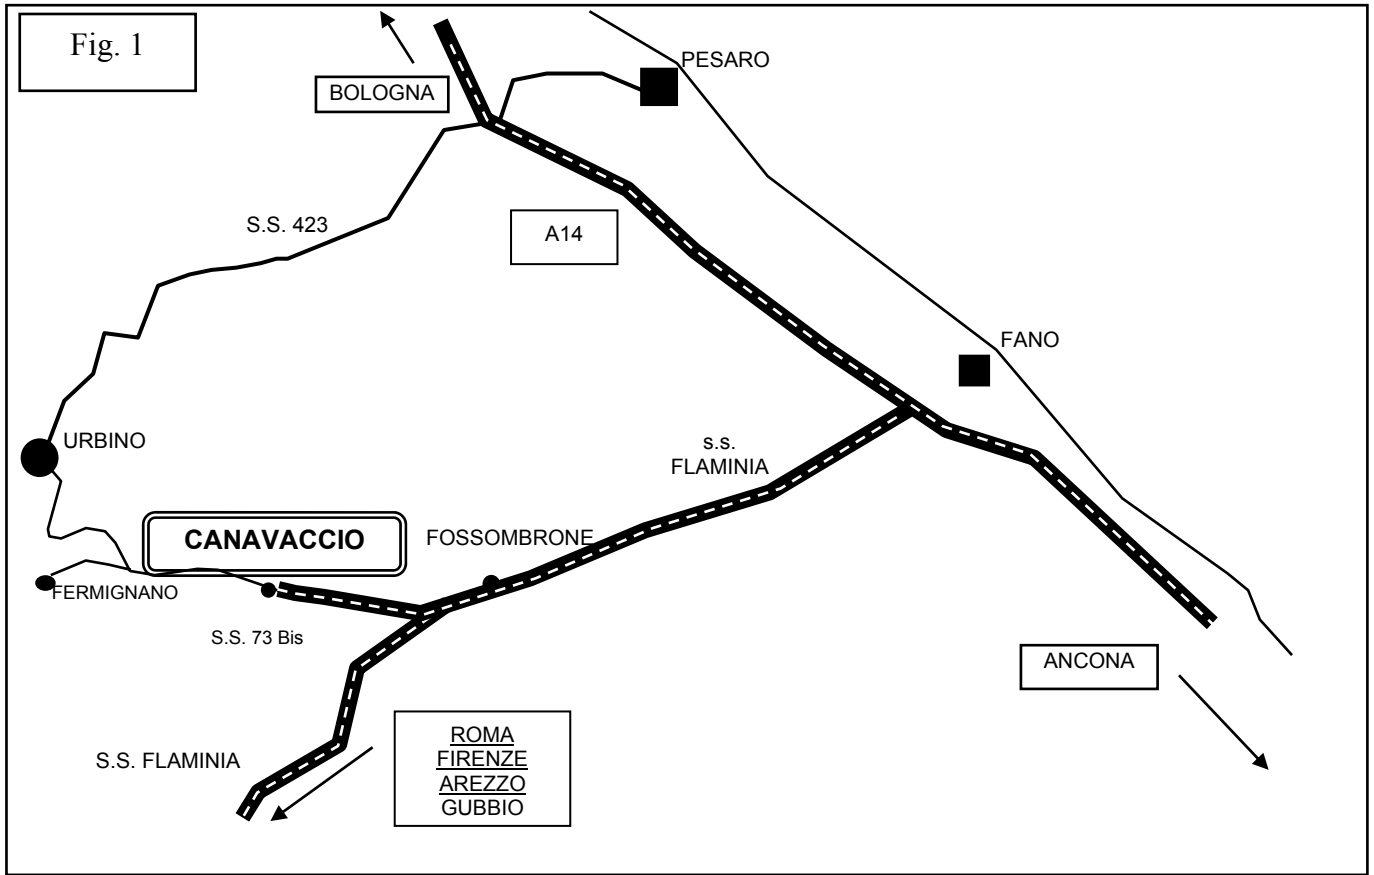 Fig. 1
PESARO
BOLOGNA
S.S. 423
A14
FANO
URBINO
s.s.
FLAMINIA
CANAVACCIO
FOSSOMBRONE
FERMIGNANO
S.S. 73 Bis
ANCONA
S.S. FLAMINIA
ROMA
FIRENZE
AREZZO
GUBBIO